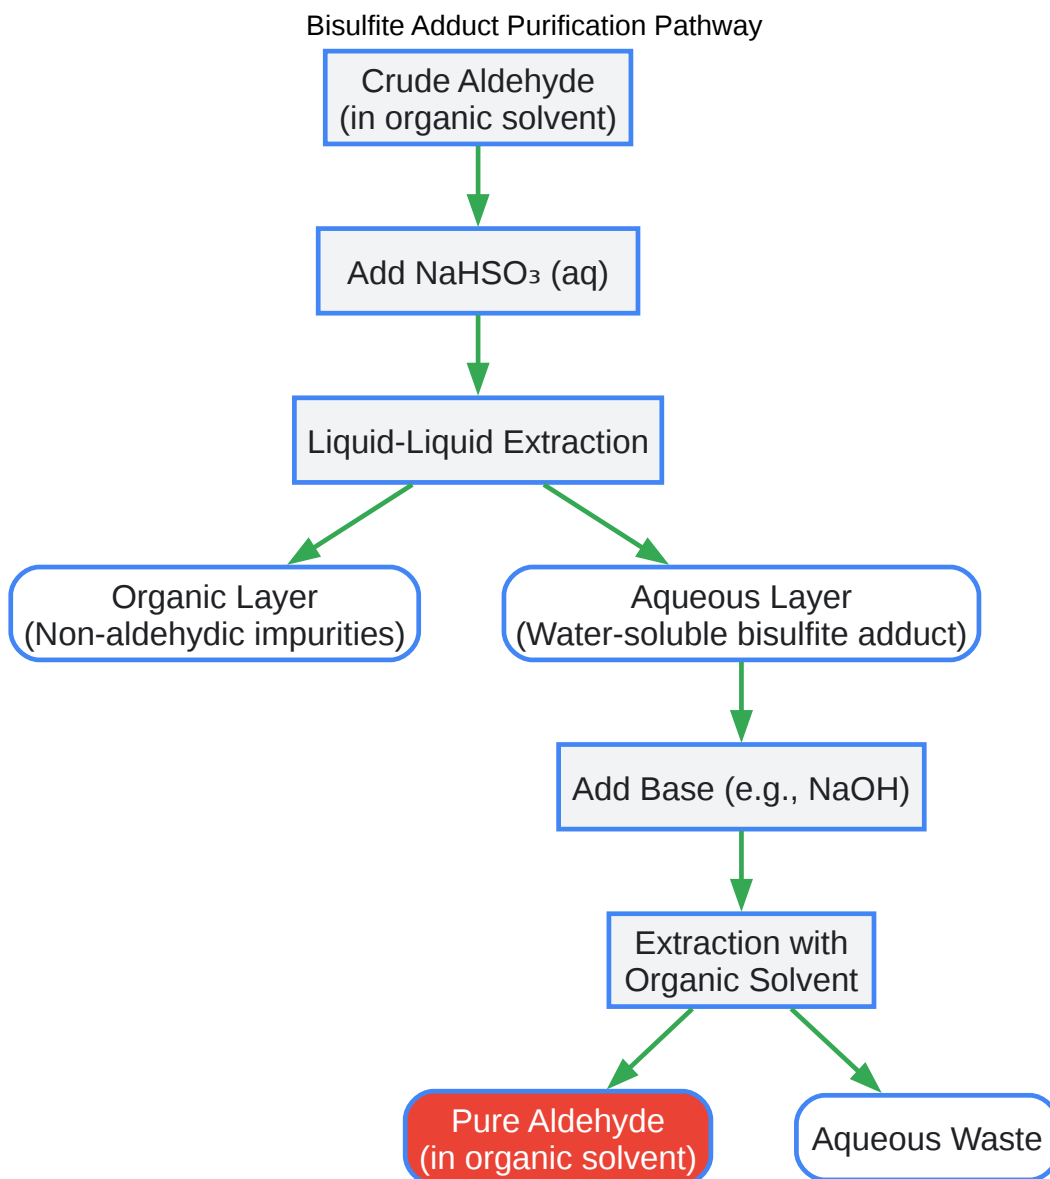 Bisulfite Adduct Purification Pathway
Crude Aldehyde
(in organic solvent)
Add NaHSO₃ (aq)
Liquid-Liquid Extraction
Organic Layer
(Non-aldehydic impurities)
Aqueous Layer
(Water-soluble bisulfite adduct)
Add Base (e.g., NaOH)
Extraction with
Organic Solvent
Pure Aldehyde
(in organic solvent)
Aqueous Waste